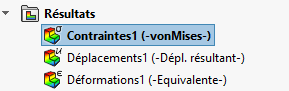 Résultats
σ Contraintes1 (-vonMises-)
u Déplacements1 (-Dépl. résultant-)
ε Déformations1 (-Equivalente-)